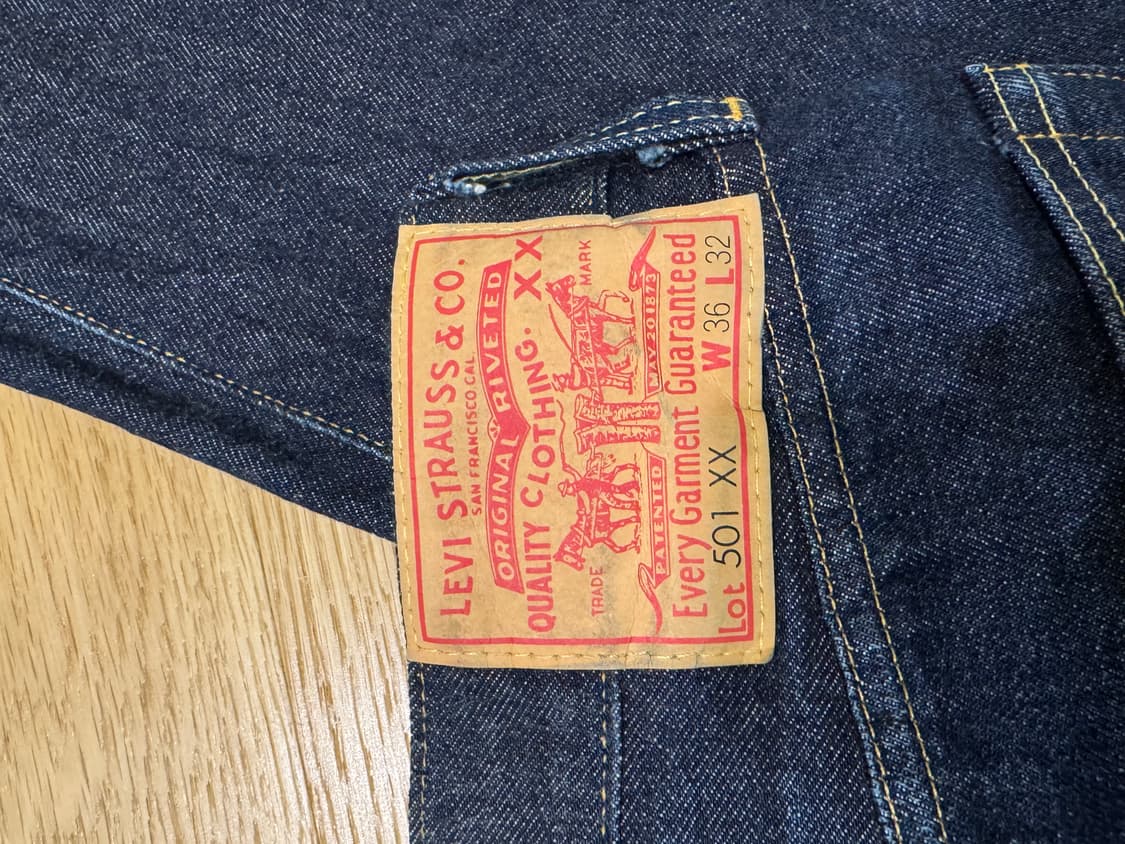 LEVI STRAUSS & CO.
SAN FRANCISCO, CAL.
ORIGINAL RIVETED
QUALITY CLOTHING. XX
TRADE MARK
PATENTED MAY 20 1873
Every Garment Guaranteed
Lot 501 XX W 36 L 32